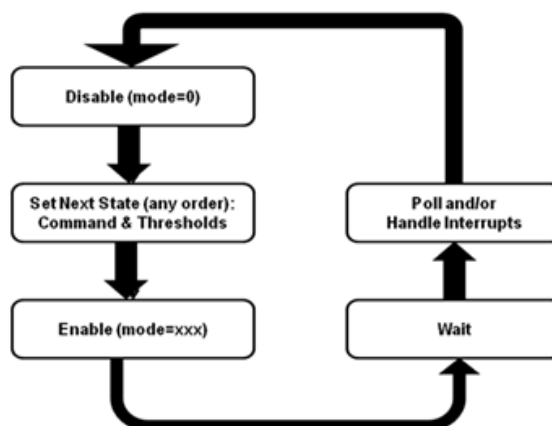 Disable (mode=0)
Set Next State (any order):
Command & Thresholds
Enable (mode=xxx)
Poll and/or
Handle Interrupts
Wait